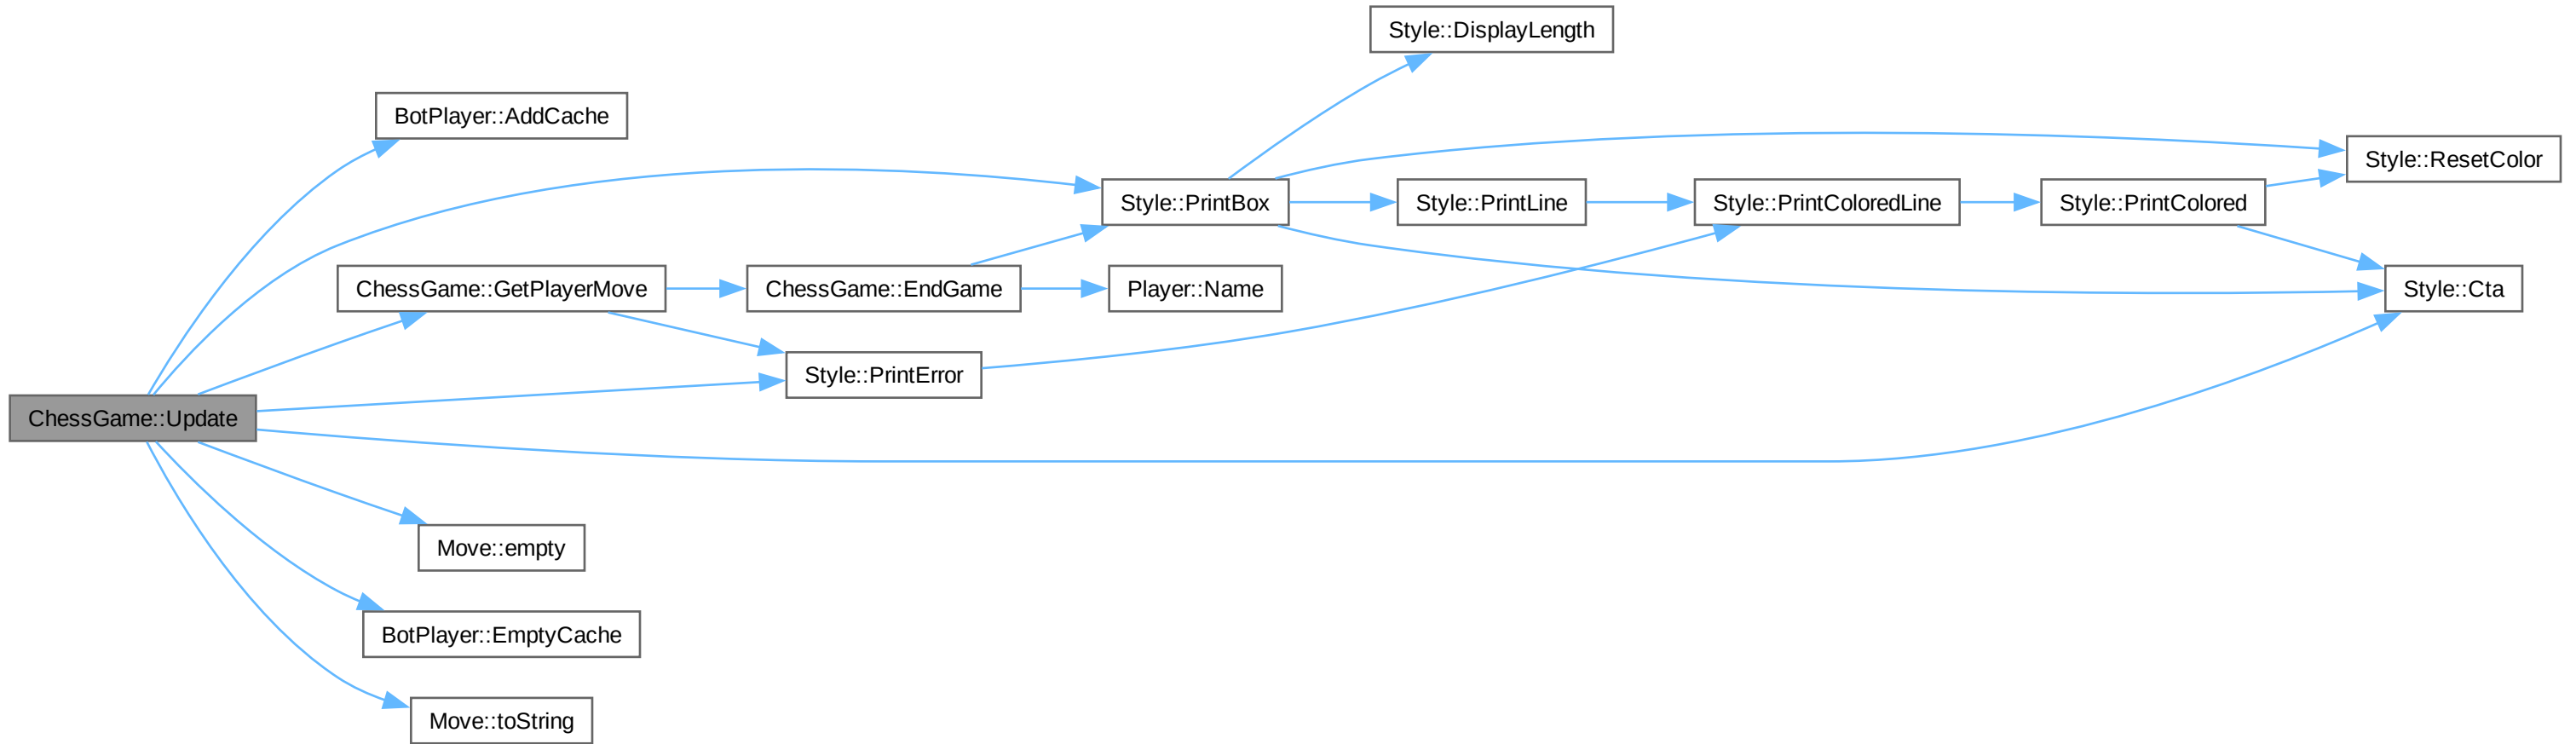 Style::DisplayLength
BotPlayer::AddCache
Style::ResetColor
Style::PrintBox
Style::PrintLine
Style::PrintColoredLine
Style::PrintColored
ChessGame::GetPlayerMove
ChessGame::EndGame
Player::Name
Style::Cta
Style::PrintError
ChessGame::Update
Move::empty
BotPlayer::EmptyCache
Move::toString